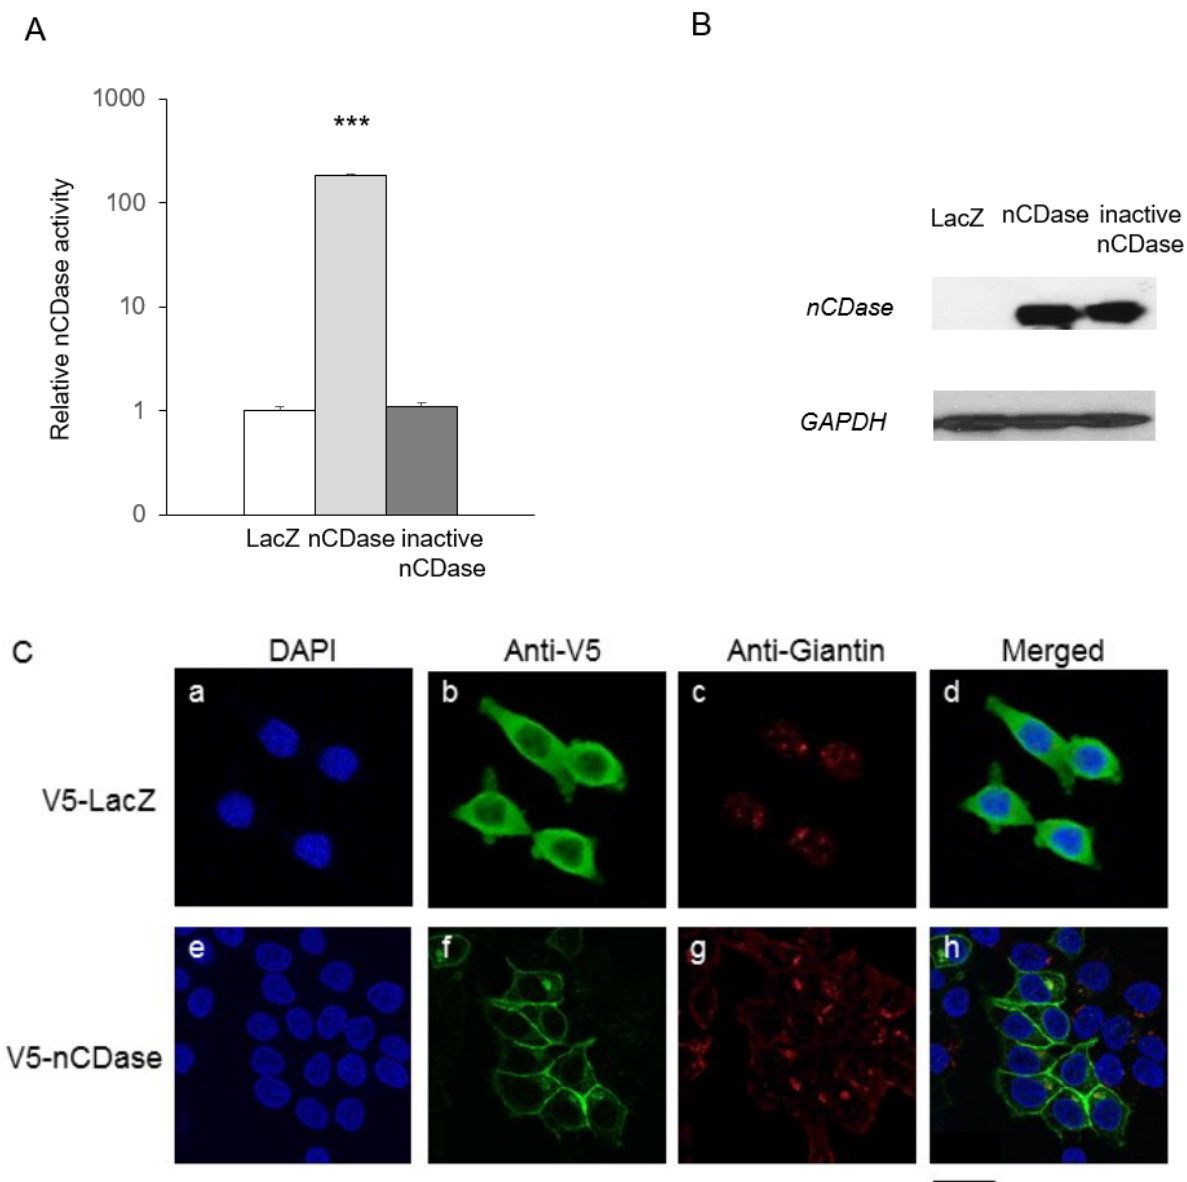 A
B
1000
***
100
10
1
0
Relative nCDase activity
LacZ nCDase inactive
nCDase
LacZ nCDase inactive
nCDase
nCDase
GAPDH
C
DAPI Anti-V5 Anti-Giantin Merged
a b c d
V5-LacZ
e f g h
V5-nCDase